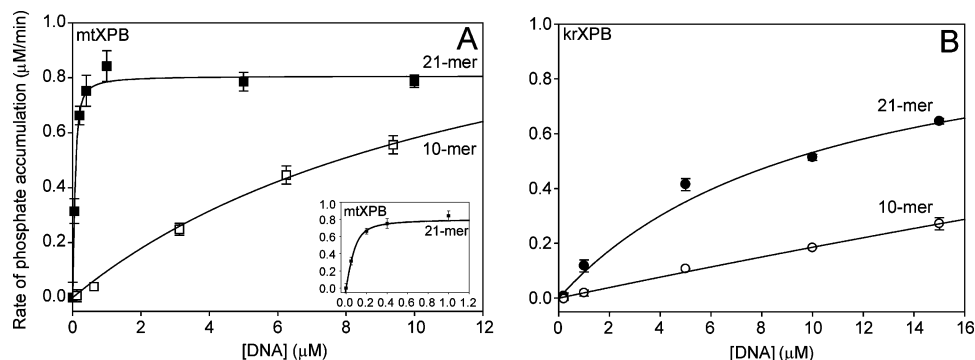 Rate of phosphate accumulation (μM/min)
1.0
0.8
0.6
0.4
0.2
0.0
mtXPB
A
21-mer
10-mer
1.0
0.8
0.6
0.4
0.2
0.0
mtXPB
21-mer
0.0 0.2 0.4 0.6 0.8 1.0 1.2
0 2 4 6 8 10 12
[DNA] (μM)
1.0
0.8
0.6
0.4
0.2
0.0
krXPB
B
21-mer
10-mer
0 2 4 6 8 10 12 14 16
[DNA] (μM)